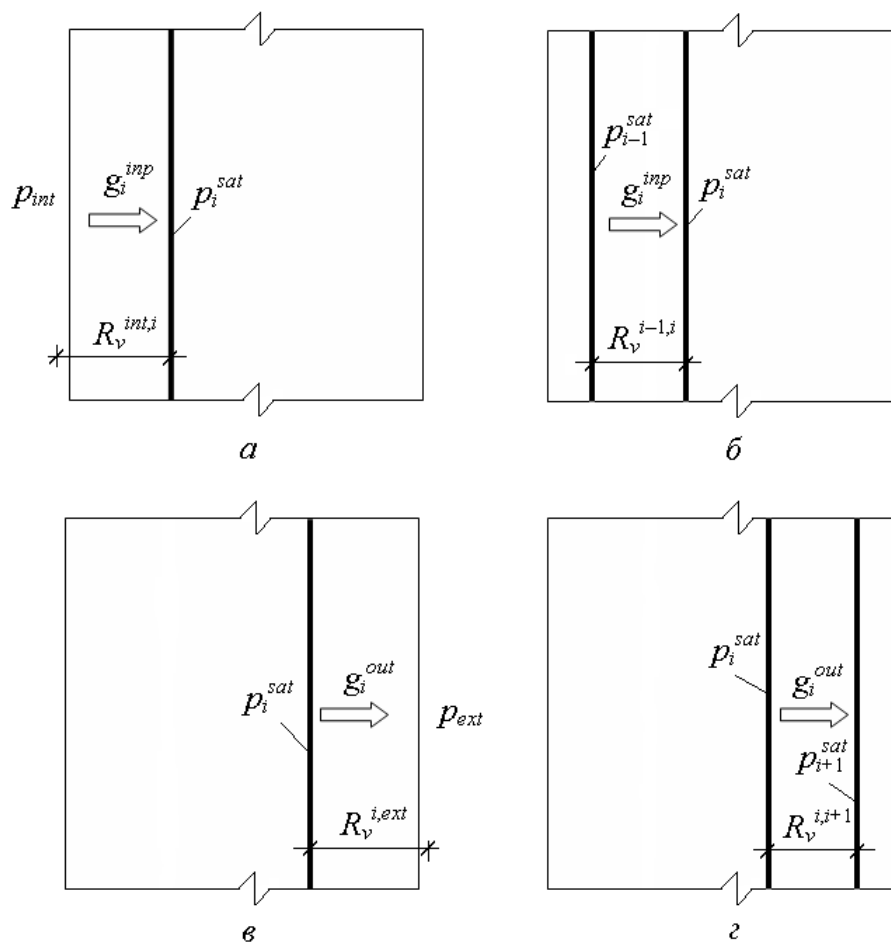 p_int
g_i^inp
p_i^sat
R_v^int,i
а
p_i−1^sat
g_i^inp
p_i^sat
R_v^i−1,i
б
p_i^sat
g_i^out
p_ext
R_v^i,ext
в
p_i^sat
g_i^out
p_i+1^sat
R_v^i,i+1
г